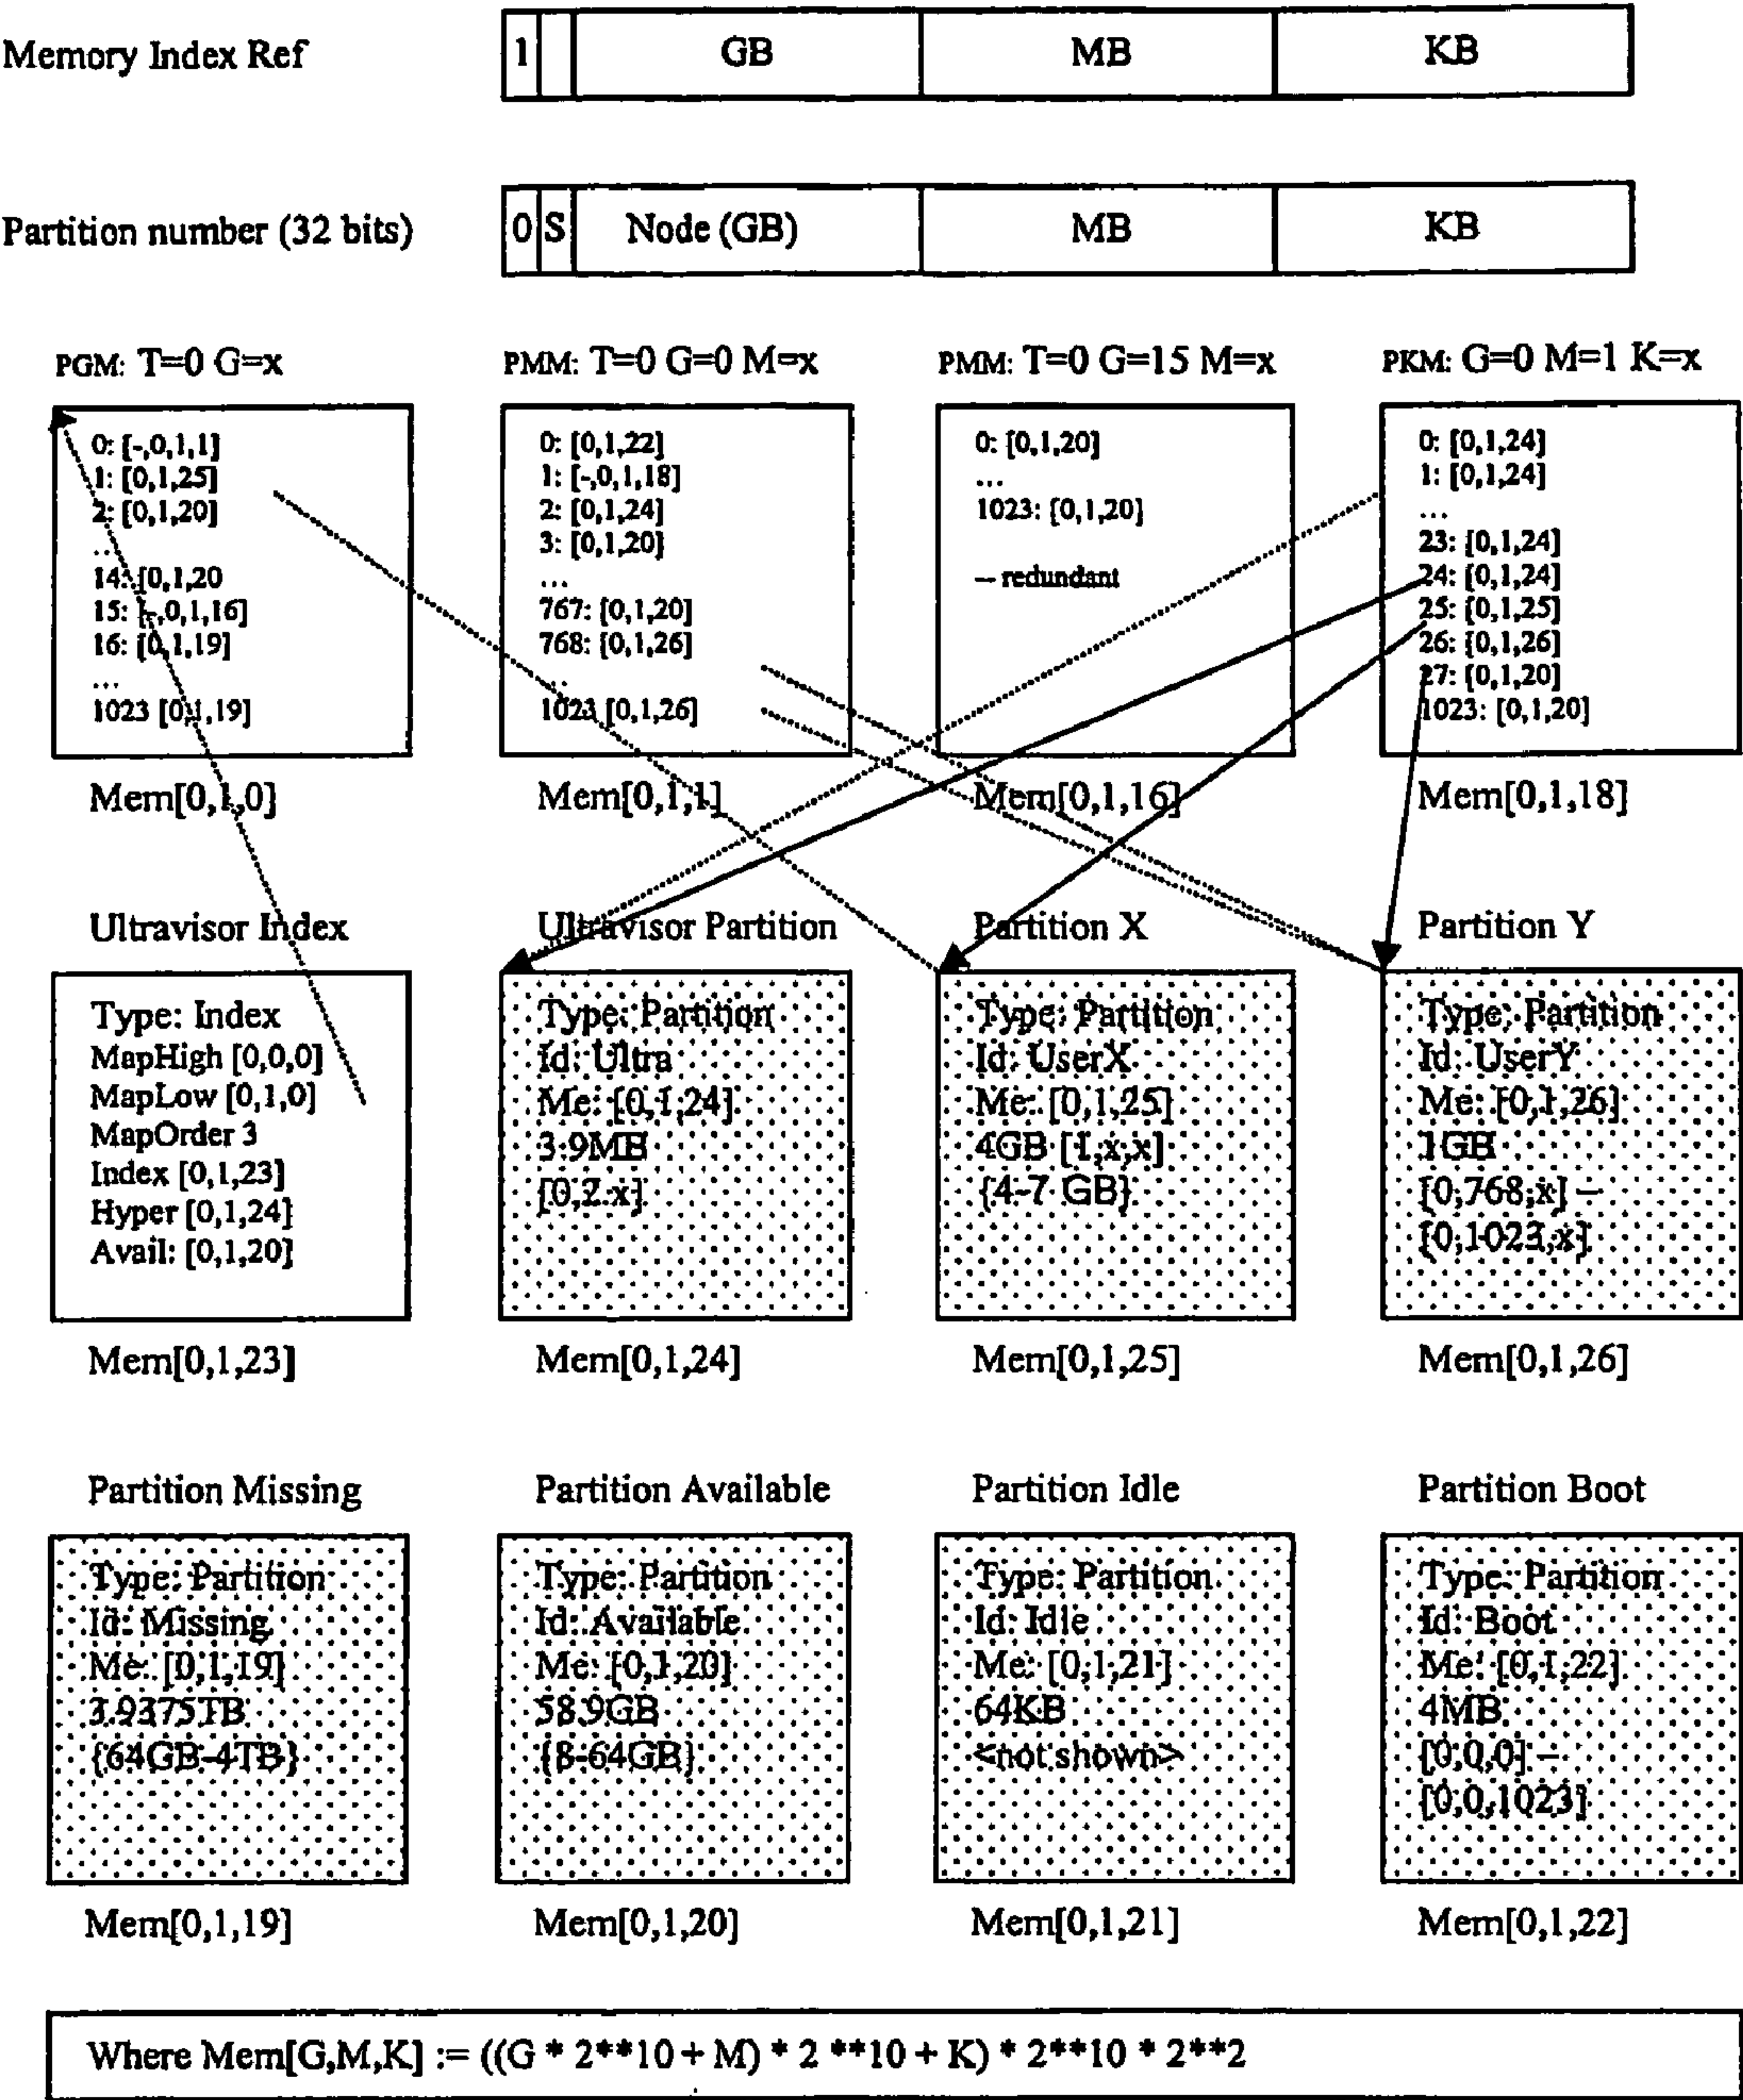 Memory Index Ref
1 GB MB KB
Partition number (32 bits)
0 S Node (GB) MB KB
PGM: T=0 G=x
0: [-,0,1,1]
1: [0,1,25]
2: [0,1,20]
...
14: [0,1,20
15: [-,0,1,16]
16: [0,1,19]
...
1023 [0,1,19]
Mem[0,1,0]
PMM: T=0 G=0 M=x
0: [0,1,22]
1: [-,0,1,18]
2: [0,1,24]
3: [0,1,20]
...
767: [0,1,20]
768: [0,1,26]
...
1023 [0,1,26]
Mem[0,1,1]
PMM: T=0 G=15 M=x
0: [0,1,20]
...
1023: [0,1,20]
-- redundant
Mem[0,1,16]
PKM: G=0 M=1 K=x
0: [0,1,24]
1: [0,1,24]
...
23: [0,1,24]
24: [0,1,24]
25: [0,1,25]
26: [0,1,26]
27: [0,1,20]
1023: [0,1,20]
Mem[0,1,18]
Ultravisor Index
Type: Index
MapHigh [0,0,0]
MapLow [0,1,0]
MapOrder 3
Index [0,1,23]
Hyper [0,1,24]
Avail: [0,1,20]
Mem[0,1,23]
Ultravisor Partition
Type: Partition
Id: Ultra
Me: [0,1,24]
3.9MB
[0,2.x]
Mem[0,1,24]
Partition X
Type: Partition
Id: UserX
Me: [0,1,25]
4GB [1,x,x]
{4-7 GB}
Mem[0,1,25]
Partition Y
Type: Partition
Id: UserY
Me: [0,1,26]
1GB
[0,768,x] –
[0,1023,x]
Mem[0,1,26]
Partition Missing
Type: Partition
Id: Missing
Me: [0,1,19]
3.9375TB
{64GB-4TB}
Mem[0,1,19]
Partition Available
Type: Partition
Id: Available
Me: [0,1,20]
58.9GB
{8-64GB}
Mem[0,1,20]
Partition Idle
Type: Partition
Id: Idle
Me: [0,1,21]
64KB
<not shown>
Mem[0,1,21]
Partition Boot
Type: Partition
Id: Boot
Me: [0,1,22]
4MB
[0,0,0] –
[0,0,1023]
Mem[0,1,22]
Where Mem[G,M,K] := ((G * 2**10 + M) * 2 **10 + K) * 2**10 * 2**2